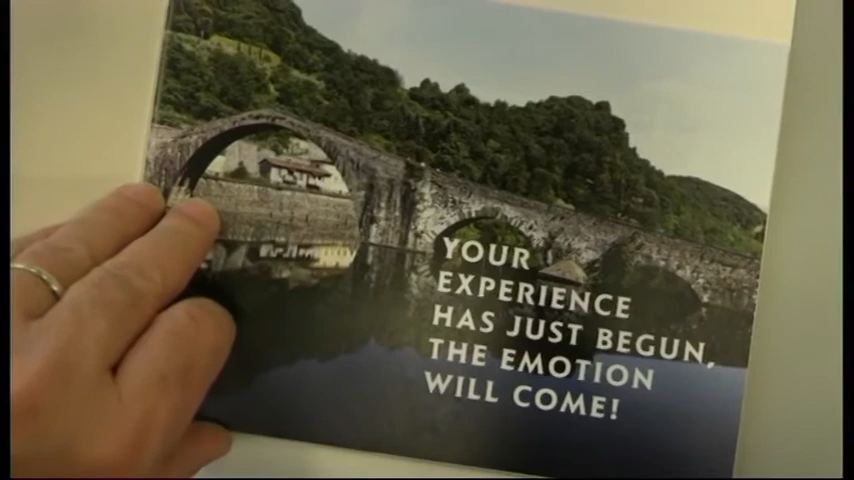 YOUR
EXPERIENCE
HAS JUST BEGUN,
THE EMOTION
WILL COME!